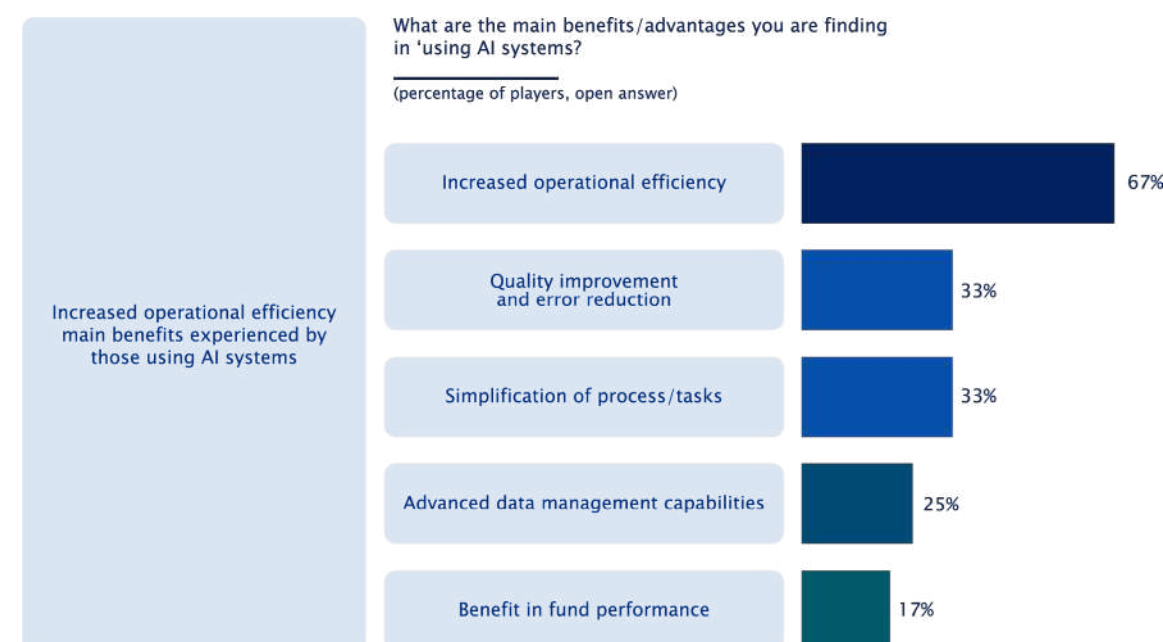 What are the main benefits/advantages you are finding
in ‘using AI systems?
(percentage of players, open answer)
Increased operational efficiency
main benefits experienced by
those using AI systems
Increased operational efficiency
67%
Quality improvement
and error reduction
33%
Simplification of process/tasks
33%
Advanced data management capabilities
25%
Benefit in fund performance
17%